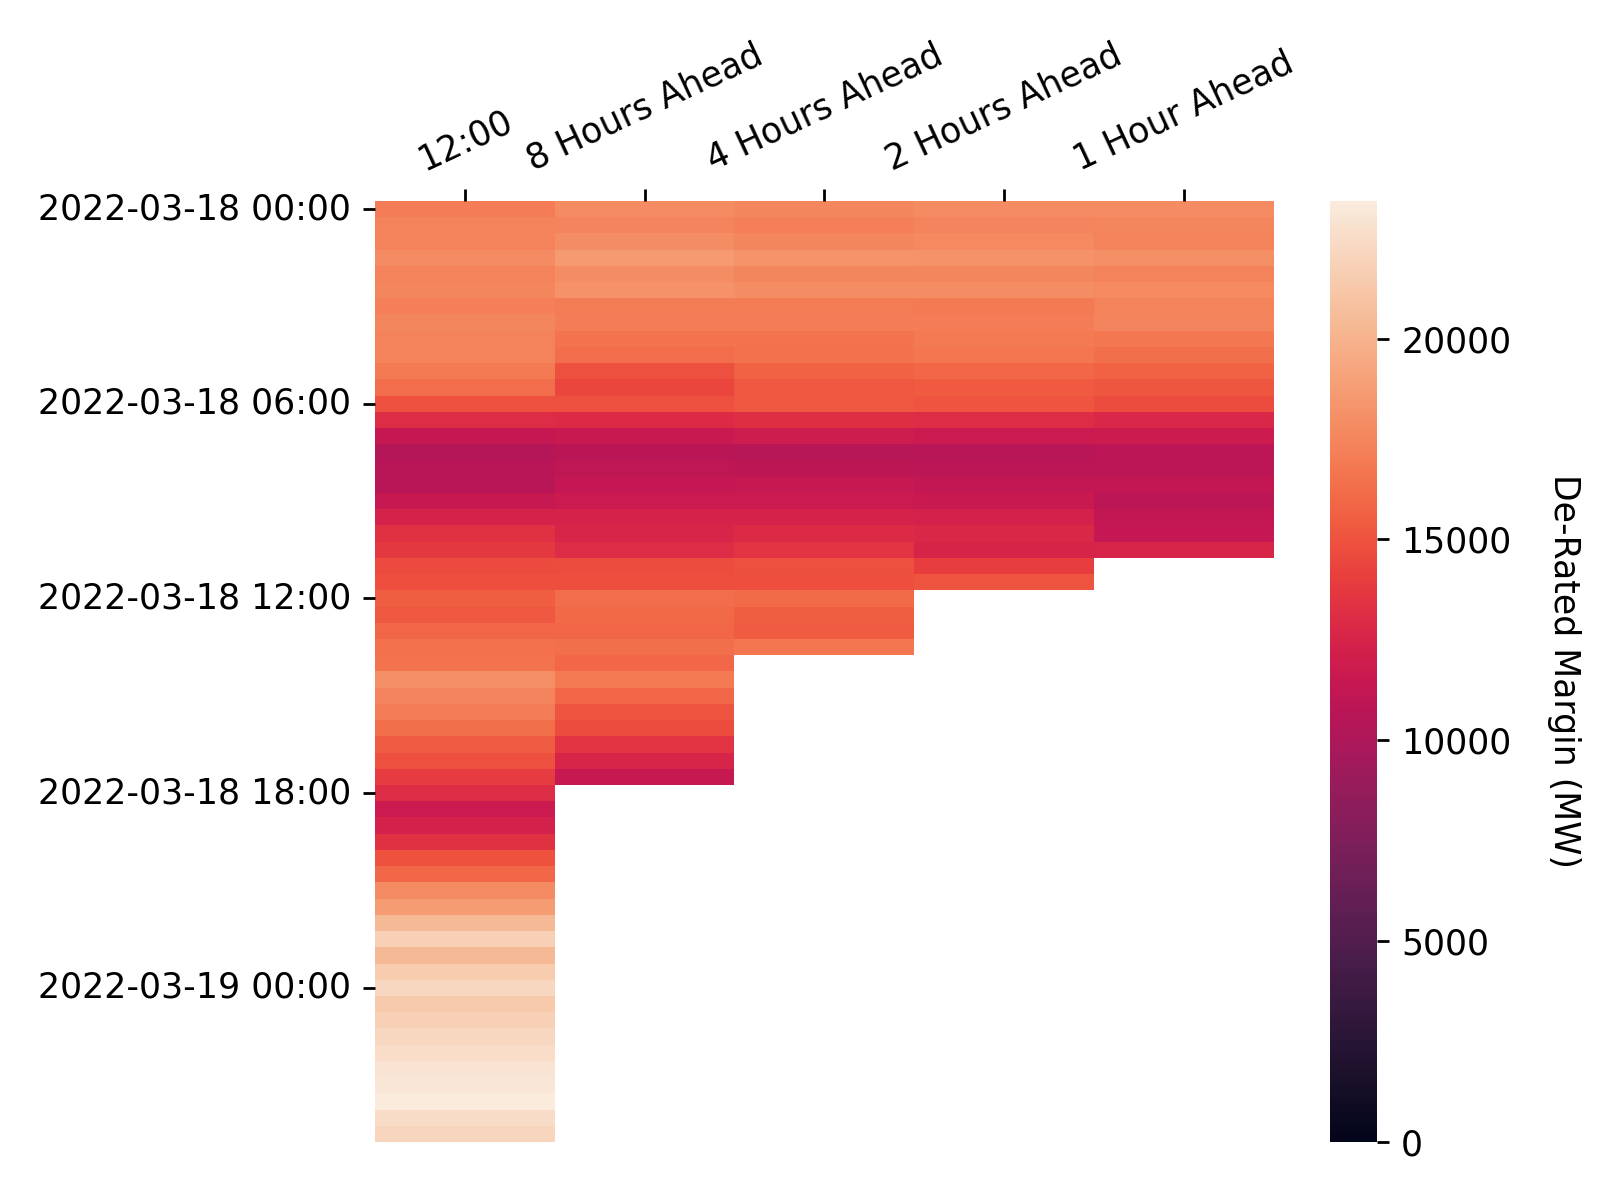 12:00
8 Hours Ahead
4 Hours Ahead
2 Hours Ahead
1 Hour Ahead
2022-03-18 00:00
2022-03-18 06:00
2022-03-18 12:00
2022-03-18 18:00
2022-03-19 00:00
20000
15000
10000
5000
0
De-Rated Margin (MW)